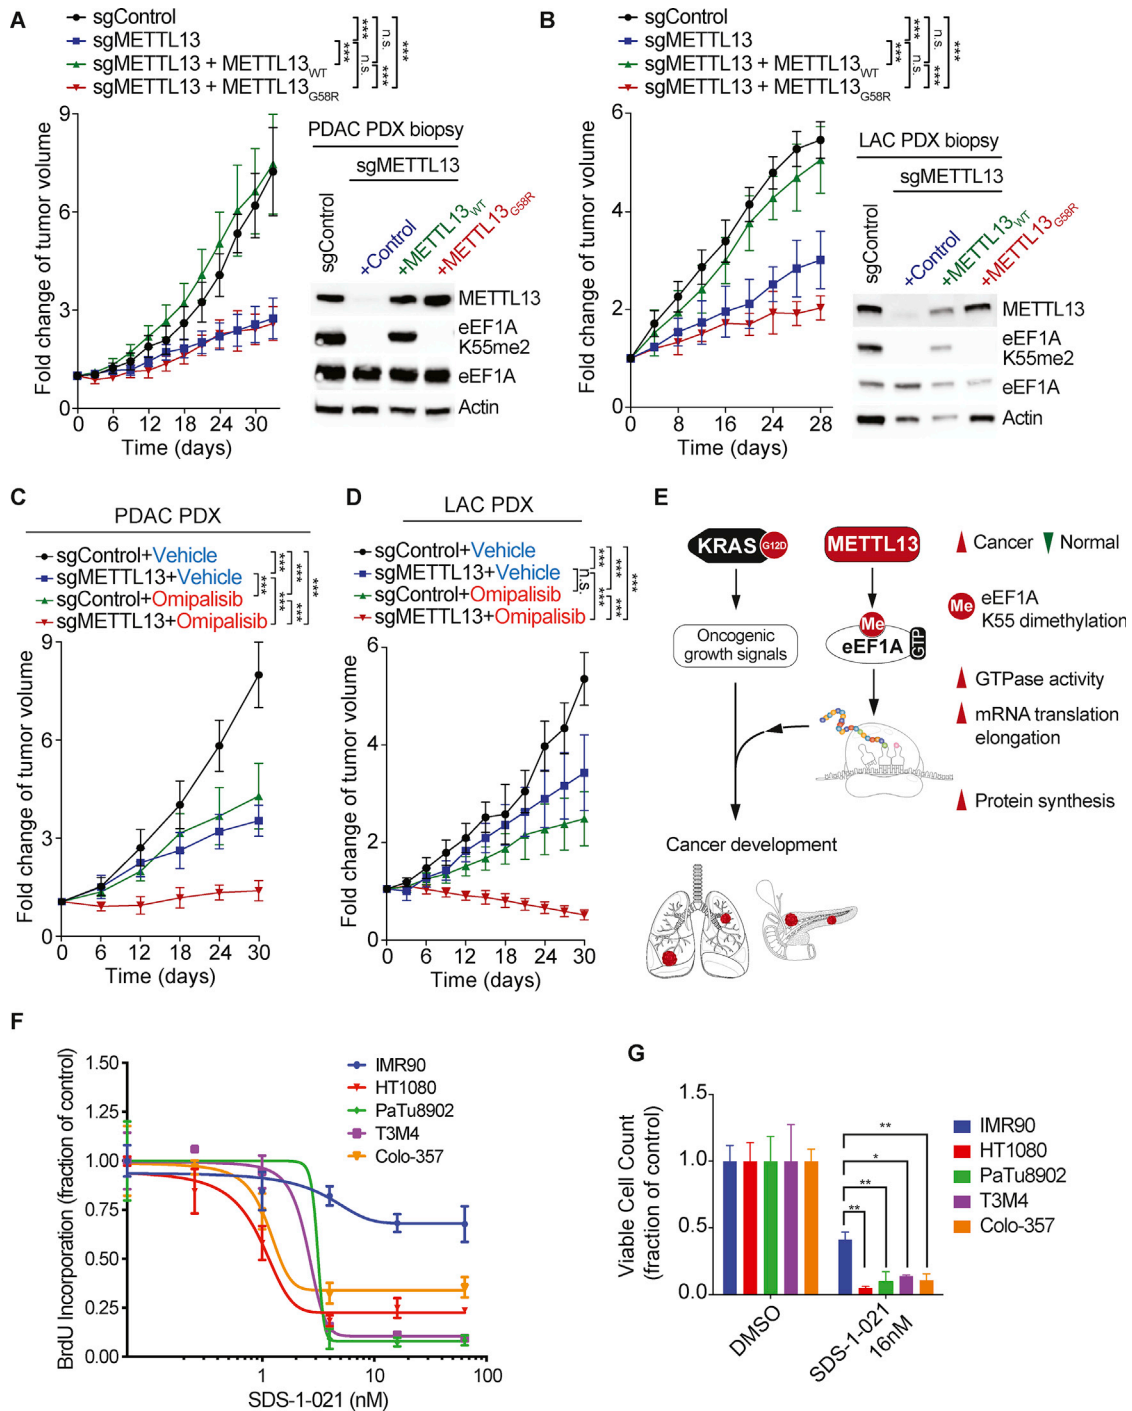 A
sgControl
sgMETTL13
sgMETTL13 + METTL13WT
sgMETTL13 + METTL13G58R
***
n.s.
***
***
n.s.
***
Fold change of tumor volume
9
6
3
0
0 6 12 18 24 30
Time (days)
PDAC PDX biopsy
sgMETTL13
sgControl
+Control
+METTL13WT
+METTL13G58R
METTL13
eEF1A
K55me2
eEF1A
Actin
B
sgControl
sgMETTL13
sgMETTL13 + METTL13WT
sgMETTL13 + METTL13G58R
***
n.s.
***
***
n.s.
***
Fold change of tumor volume
6
4
2
0
0 8 16 24 28
Time (days)
LAC PDX biopsy
sgMETTL13
sgControl
+Control
+METTL13WT
+METTL13G58R
METTL13
eEF1A
K55me2
eEF1A
Actin
C
PDAC PDX
sgControl+Vehicle
sgMETTL13+Vehicle
sgControl+Omipalisib
sgMETTL13+Omipalisib
***
***
***
***
***
***
Fold change of tumor volume
9
6
3
0
0 6 12 18 24 30
Time (days)
D
LAC PDX
sgControl+Vehicle
sgMETTL13+Vehicle
sgControl+Omipalisib
sgMETTL13+Omipalisib
***
***
***
n.s.
***
***
Fold change of tumor volume
6
4
2
0
0 6 12 18 24 30
Time (days)
E
KRAS G12D
METTL13
Cancer Normal
Me
eEF1A
K55 dimethylation
Oncogenic
growth signals
Me
eEF1A GTP
GTPase activity
mRNA translation
elongation
Protein synthesis
Cancer development
F
BrdU Incorporation (fraction of control)
1.50
1.25
1.00
0.75
0.50
0.25
0.00
1 10 100
SDS-1-021 (nM)
IMR90
HT1080
PaTu8902
T3M4
Colo-357
G
Viable Cell Count
(fraction of control)
1.5
1.0
0.5
0.0
**
*
**
**
DMSO
SDS-1-021
16nM
IMR90
HT1080
PaTu8902
T3M4
Colo-357